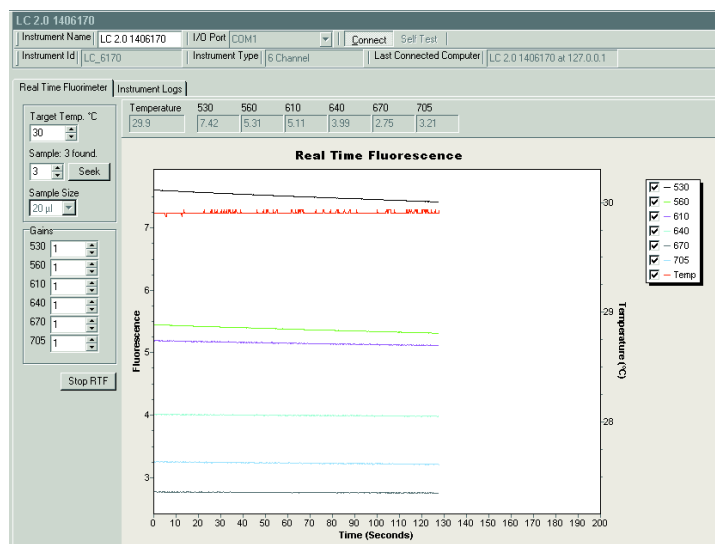 LC 2.0 1406170
Instrument Name LC 2.0 1406170 I/O Port COM1 Connect Self Test
Instrument Id LC_6170 Instrument Type 6 Channel Last Connected Computer LC 2.0 1406170 at 127.0.0.1
Real Time Fluorimeter Instrument Logs
Temperature 530 560 610 640 670 705
29.9 7.42 5.31 5.11 3.99 2.75 3.21
Target Temp. °C
30
Sample: 3 found.
3 Seek
Sample Size
20 µl
Gains
530 1
560 1
610 1
640 1
670 1
705 1
Stop RTF
Real Time Fluorescence
Fluorescence
7
6
5
4
3
30
29
28
Temperature (°C)
0 10 20 30 40 50 60 70 80 90 100 110 120 130 140 150 160 170 180 190 200
Time (Seconds)
530
560
610
640
670
705
Temp